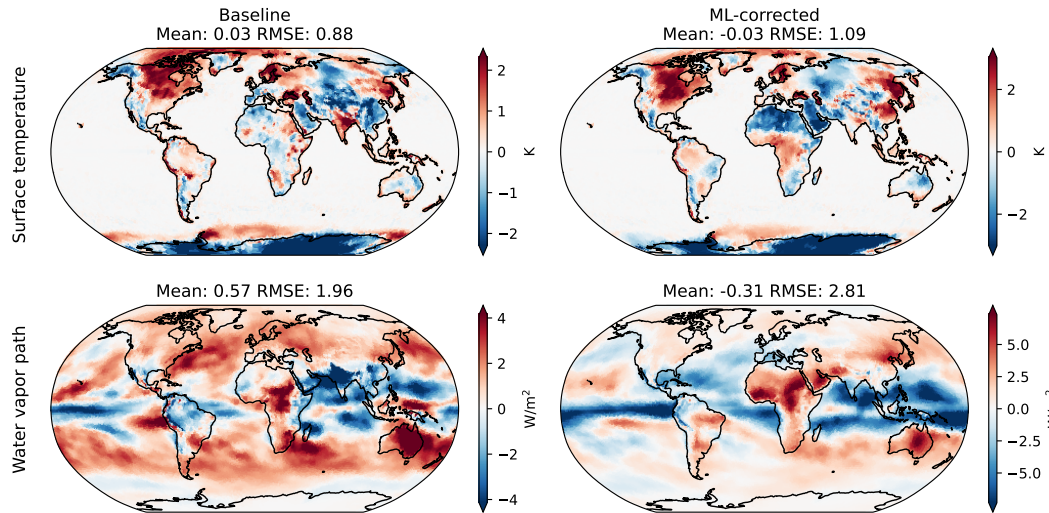 Baseline
Mean: 0.03 RMSE: 0.88
ML-corrected
Mean: -0.03 RMSE: 1.09
Surface temperature
2
1
0
−1
−2
K
2
0
−2
K
Mean: 0.57 RMSE: 1.96
Mean: -0.31 RMSE: 2.81
Water vapor path
4
2
0
−2
−4
W/m²
5.0
2.5
0.0
−2.5
−5.0